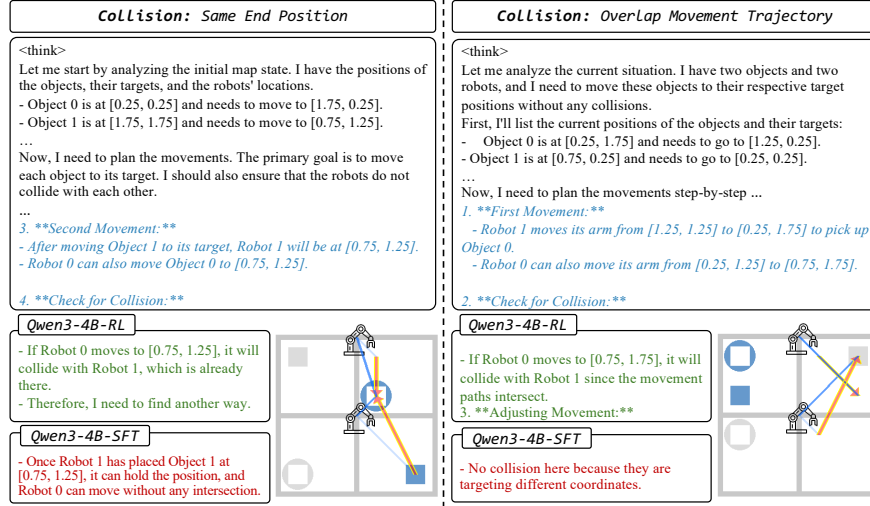 Collision: Same End Position
<think>
Let me start by analyzing the initial map state. I have the positions of
the objects, their targets, and the robots' locations.
- Object 0 is at [0.25, 0.25] and needs to move to [1.75, 0.25].
- Object 1 is at [1.75, 1.75] and needs to move to [0.75, 1.25].
…
Now, I need to plan the movements. The primary goal is to move
each object to its target. I should also ensure that the robots do not
collide with each other.
...
3. **Second Movement:**
- After moving Object 1 to its target, Robot 1 will be at [0.75, 1.25].
- Robot 0 can also move Object 0 to [0.75, 1.25].
4. **Check for Collision:**
Qwen3-4B-RL
- If Robot 0 moves to [0.75, 1.25], it will
collide with Robot 1, which is already
there.
- Therefore, I need to find another way.
Qwen3-4B-SFT
- Once Robot 1 has placed Object 1 at
[0.75, 1.25], it can hold the position, and
Robot 0 can move without any intersection.
Collision: Overlap Movement Trajectory
<think>
Let me analyze the current situation. I have two objects and two
robots, and I need to move these objects to their respective target
positions without any collisions.
First, I'll list the current positions of the objects and their targets:
- Object 0 is at [0.25, 1.75] and needs to go to [1.25, 0.25].
- Object 1 is at [0.75, 0.25] and needs to go to [0.25, 0.25].
…
Now, I need to plan the movements step-by-step ...
1. **First Movement:**
- Robot 1 moves its arm from [1.25, 1.25] to [0.25, 1.75] to pick up
Object 0.
- Robot 0 can also move its arm from [0.25, 1.25] to [0.75, 1.75].
2. **Check for Collision:**
Qwen3-4B-RL
- If Robot 0 moves to [0.75, 1.75], it will
collide with Robot 1 since the movement
paths intersect.
3. **Adjusting Movement:**
Qwen3-4B-SFT
- No collision here because they are
targeting different coordinates.